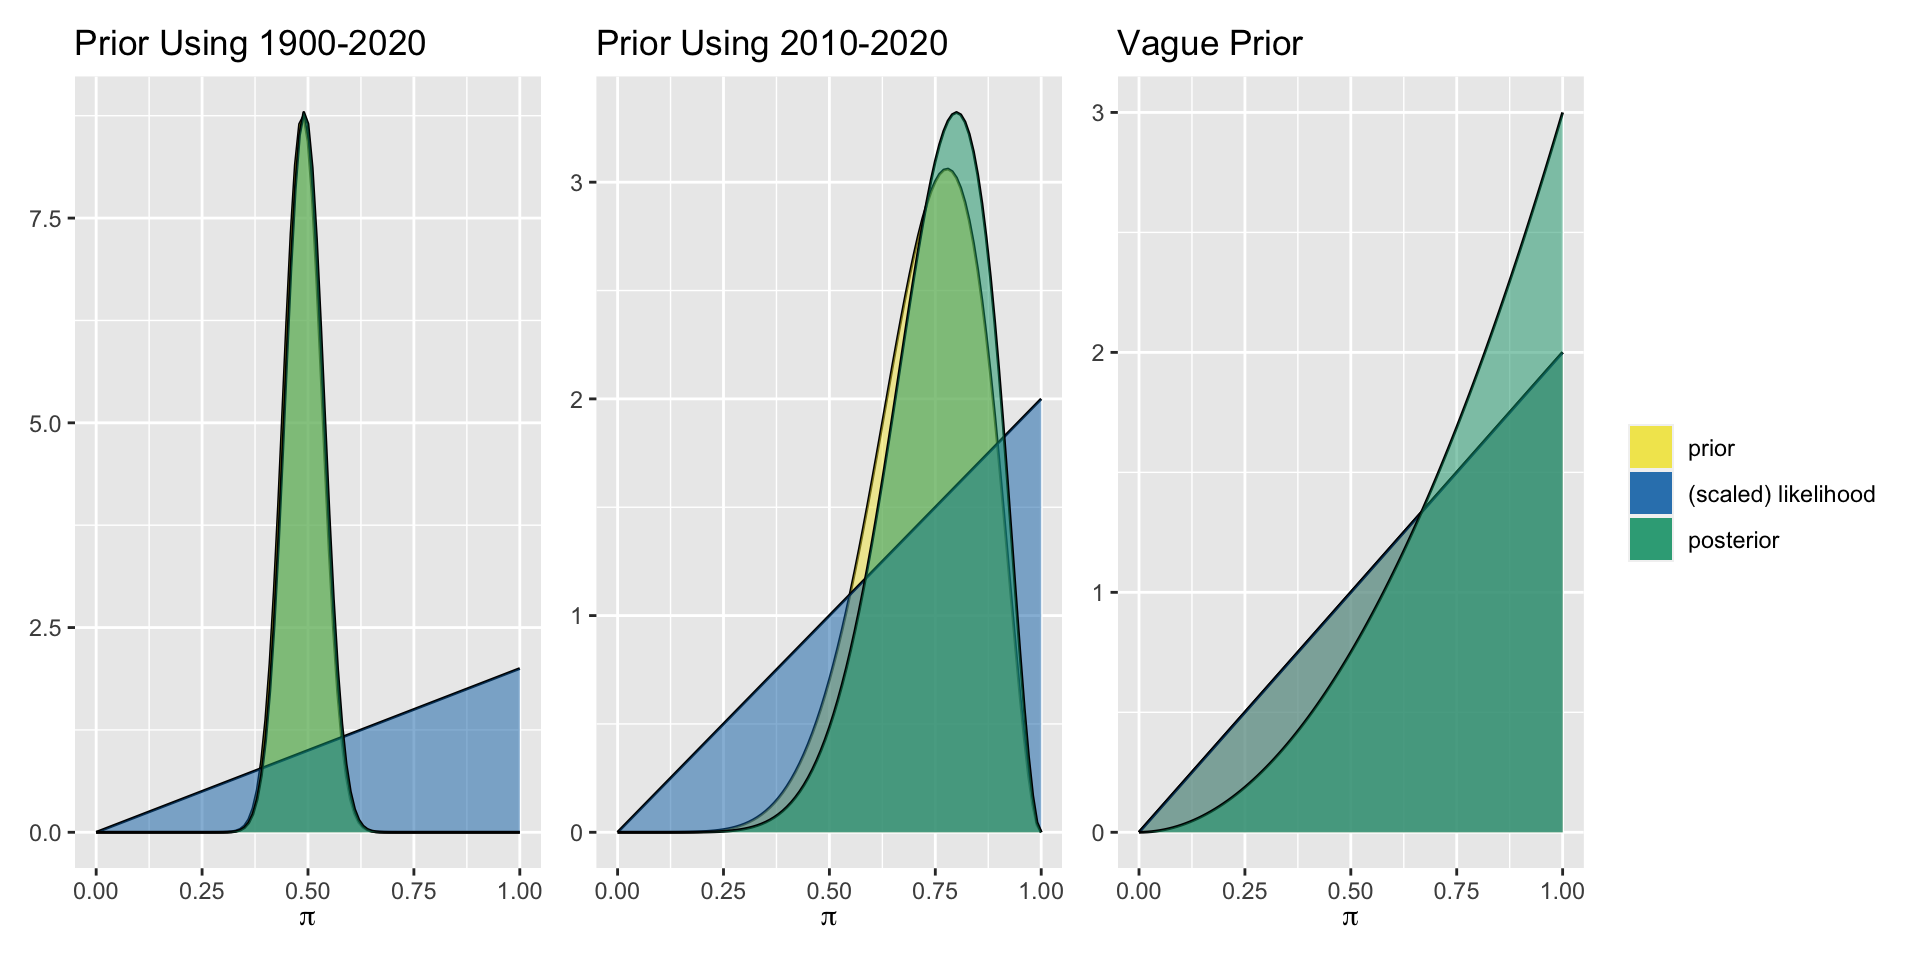 Prior Using 1900-2020
7.5
5.0
2.5
0.0
0.00 0.25 0.50 0.75 1.00
π
Prior Using 2010-2020
3
2
1
0
0.00 0.25 0.50 0.75 1.00
π
Vague Prior
3
2
1
0
0.00 0.25 0.50 0.75 1.00
π
prior
(scaled) likelihood
posterior